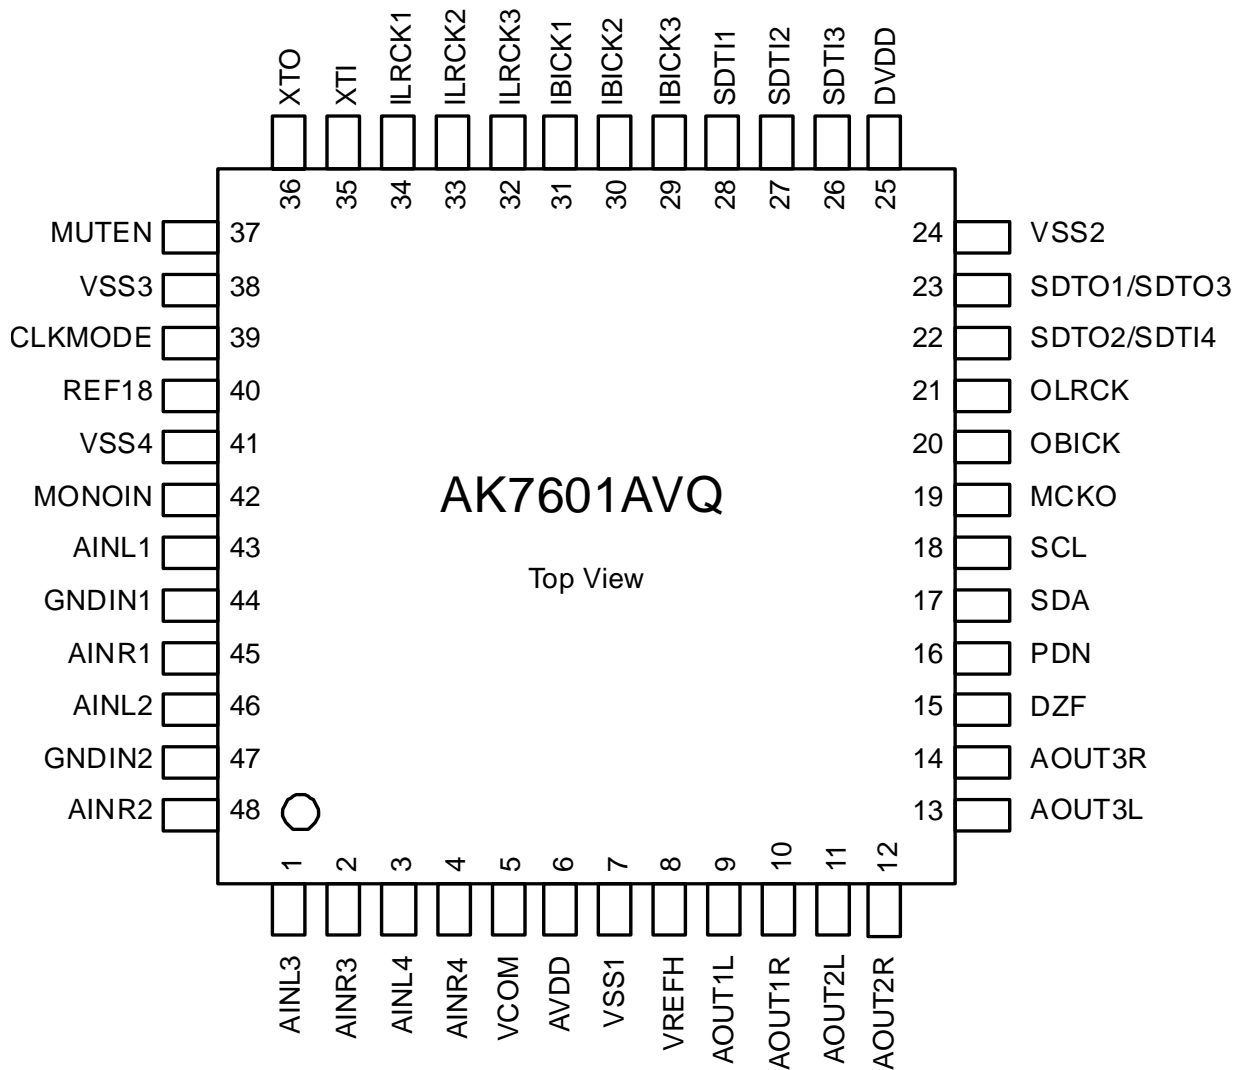 XTO
XTI
ILRCK1
ILRCK2
ILRCK3
IBICK1
IBICK2
IBICK3
SDTI1
SDTI2
SDTI3
DVDD
36
35
34
33
32
31
30
29
28
27
26
25
MUTEN 37
VSS3 38
CLKMODE 39
REF18 40
VSS4 41
MONOIN 42
AINL1 43
GNDIN1 44
AINR1 45
AINL2 46
GNDIN2 47
AINR2 48
AK7601AVQ
Top View
24 VSS2
23 SDTO1/SDTO3
22 SDTO2/SDTI4
21 OLRCK
20 OBICK
19 MCKO
18 SCL
17 SDA
16 PDN
15 DZF
14 AOUT3R
13 AOUT3L
1
2
3
4
5
6
7
8
9
10
11
12
AINL3
AINR3
AINL4
AINR4
VCOM
AVDD
VSS1
VREFH
AOUT1L
AOUT1R
AOUT2L
AOUT2R